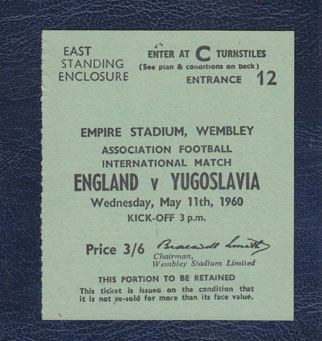 EAST
STANDING
ENCLOSURE
ENTER AT C TURNSTILES
(See plan & conditions on back)
ENTRANCE 12
EMPIRE STADIUM, WEMBLEY
ASSOCIATION FOOTBALL
INTERNATIONAL MATCH
ENGLAND v YUGOSLAVIA
Wednesday, May 11th, 1960
KICK-OFF 3 p.m.
Price 3/6 Bracewell Smith
Chairman,
Wembley Stadium Limited
THIS PORTION TO BE RETAINED
This ticket is issued on the condition that
it is not re-sold for more than its face value.